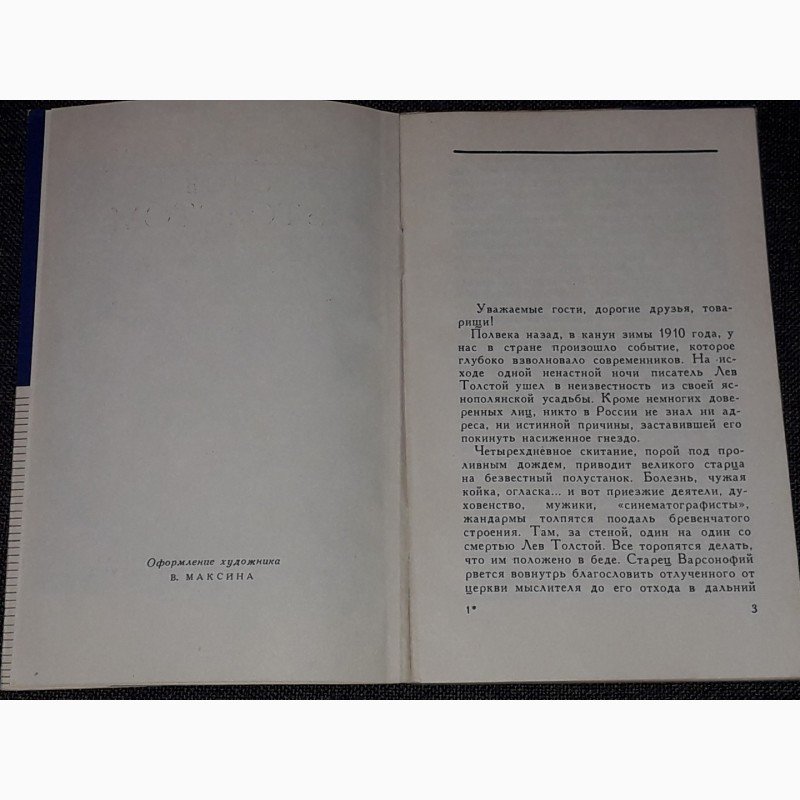 Оформление художника
В. МАКСИНА
Уважаемые гости, дорогие друзья, това-
рищи!
Полвека назад, в канун зимы 1910 года, у
нас в стране произошло событие, которое
глубоко взволновало современников. На ис-
ходе одной ненастной ночи писатель Лев
Толстой ушел в неизвестность из своей яс-
нополянской усадьбы. Кроме немногих дове-
ренных лиц, никто в России не знал ни ад-
реса, ни истинной причины, заставившей его
покинуть насиженное гнездо.
Четырехдневное скитание, порой под про-
ливным дождем, приводит великого старца
на безвестный полустанок. Болезнь, чужая
койка, огласка... и вот приезжие деятели, ду-
ховенство, мужики, «синематографисты»,
жандармы толпятся поодаль бревенчатого
строения. Там, за стеной, один на один со
смертью Лев Толстой. Все торопятся делать,
что им положено в беде. Старец Варсонофий
рвется вовнутрь благословить отлученного от
церкви мыслителя до его отхода в дальний
1*
3